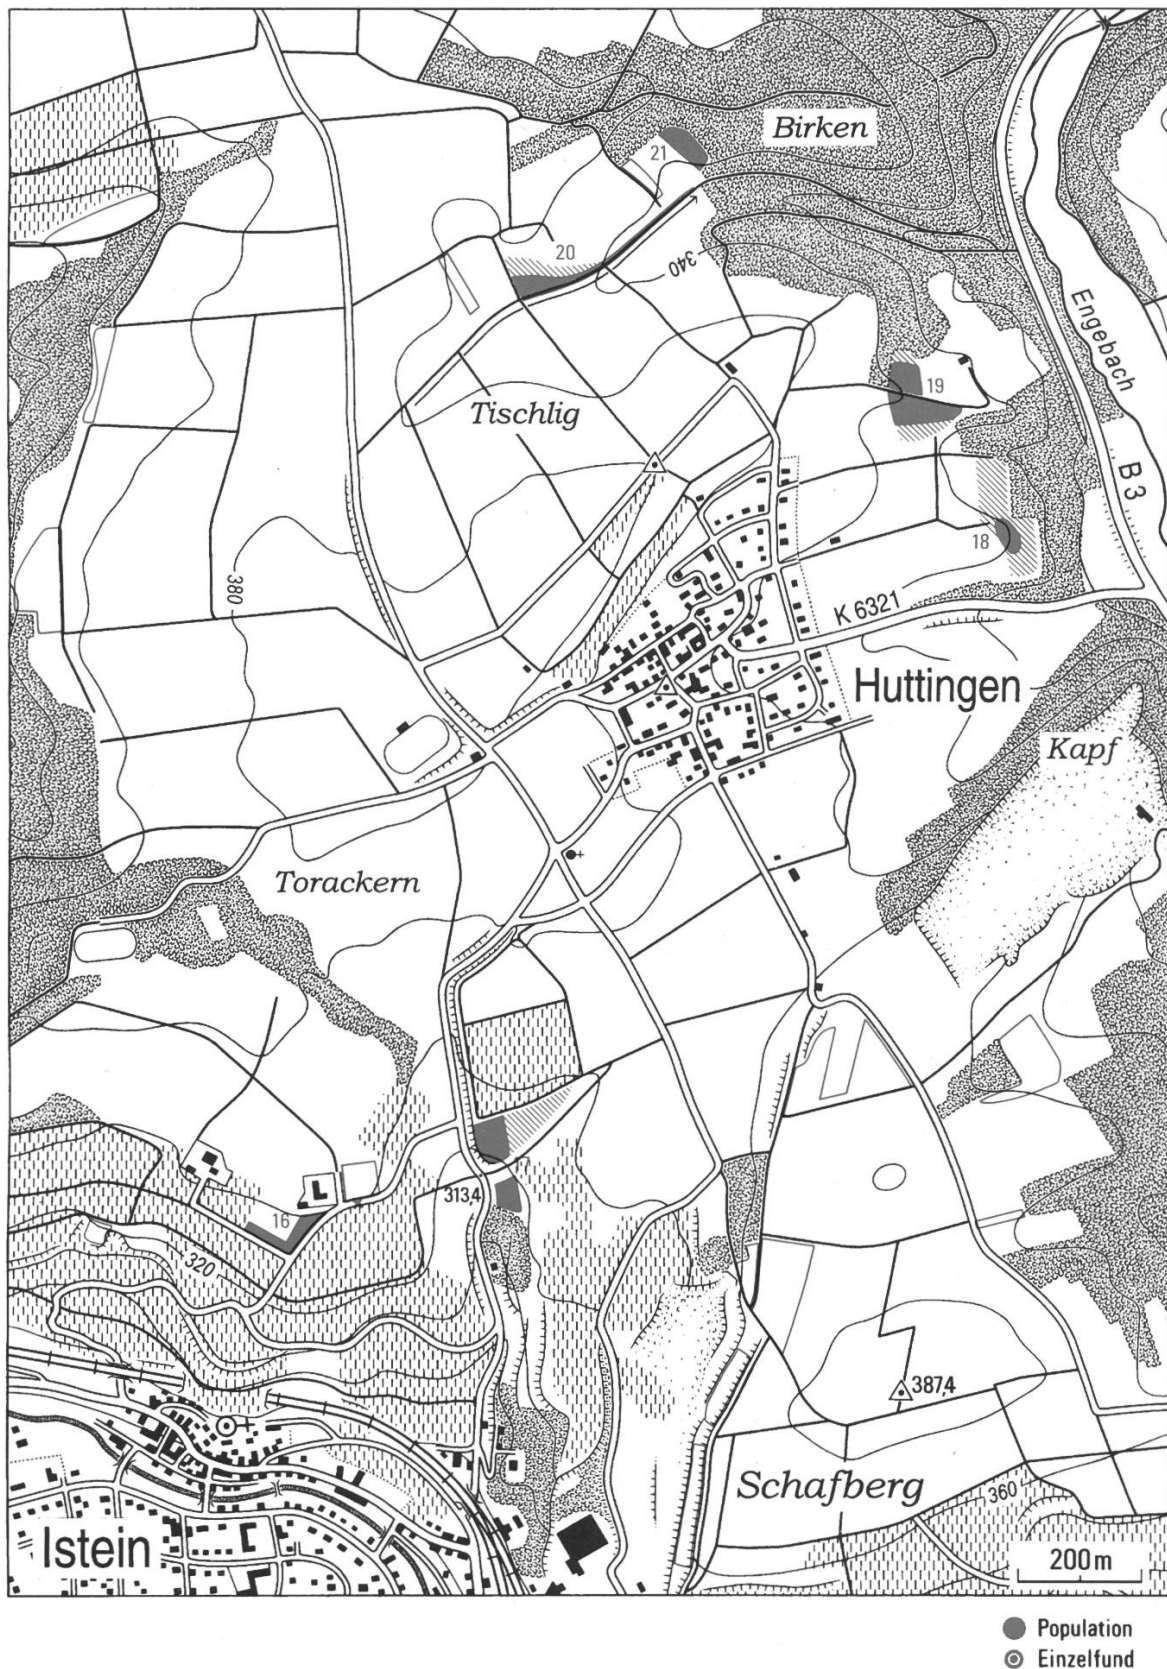 Birken
21
20
340
Engebach
19
Tischlig
B 3
18
380
K 6321
Huttingen
Kapf
Torackern
313,4
16
320
387,4
Schafberg
360
Istein
200 m
Population
Einzelfund